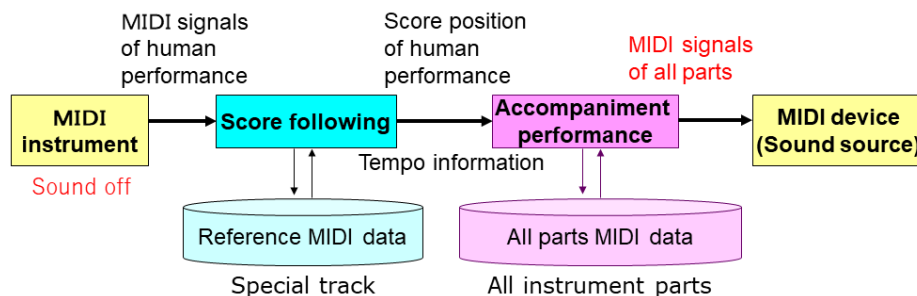 MIDI signals
of human
performance
Score position
of human
performance
MIDI signals
of all parts
MIDI
instrument
Score following
Accompaniment
performance
MIDI device
(Sound source)
Sound off
Tempo information
Reference MIDI data
All parts MIDI data
Special track
All instrument parts